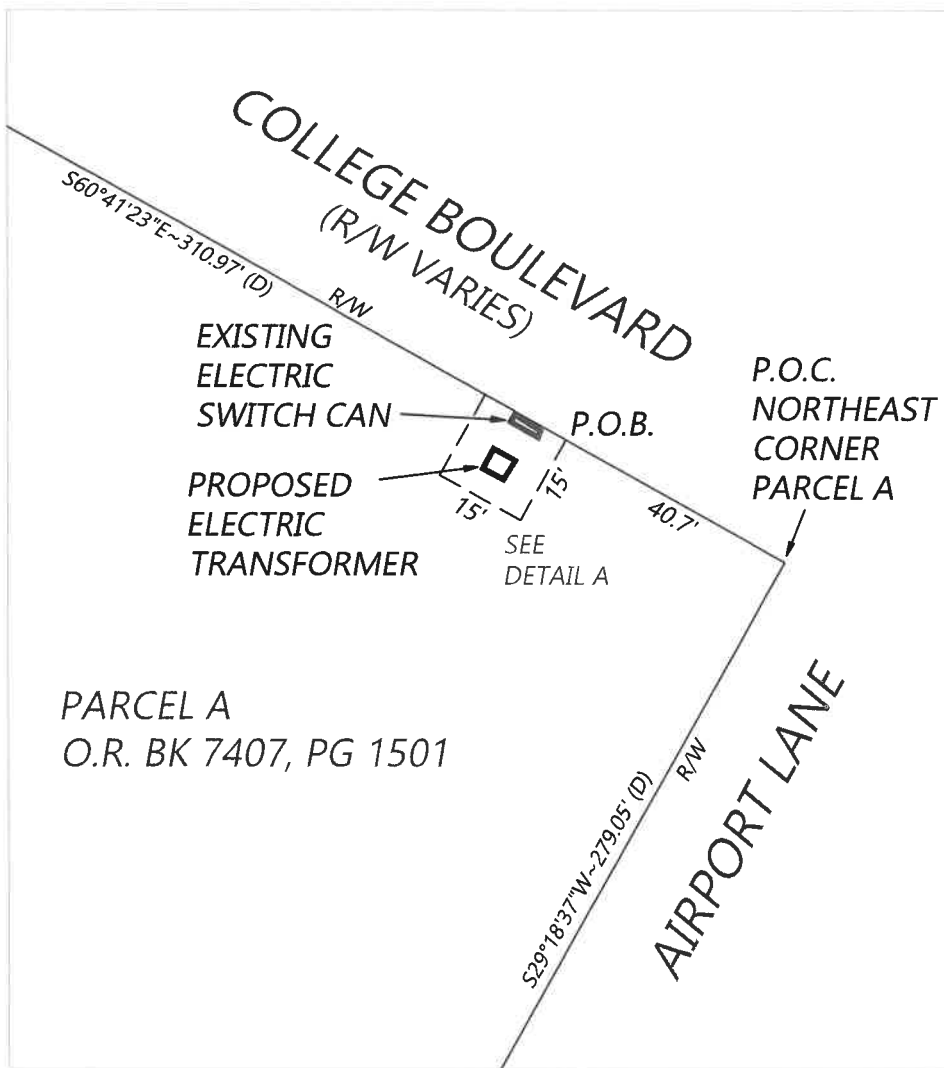 COLLEGE BOULEVARD
(R/W VARIES)
S60°41'23"E~310.97' (D)
R/W
EXISTING
ELECTRIC
SWITCH CAN
P.O.B.
P.O.C.
NORTHEAST
CORNER
PARCEL A
PROPOSED
ELECTRIC
TRANSFORMER
15'
15'
40.7'
SEE
DETAIL A
PARCEL A
O.R. BK 7407, PG 1501
R/W
S29°18'37"W~279.05' (D)
AIRPORT LANE